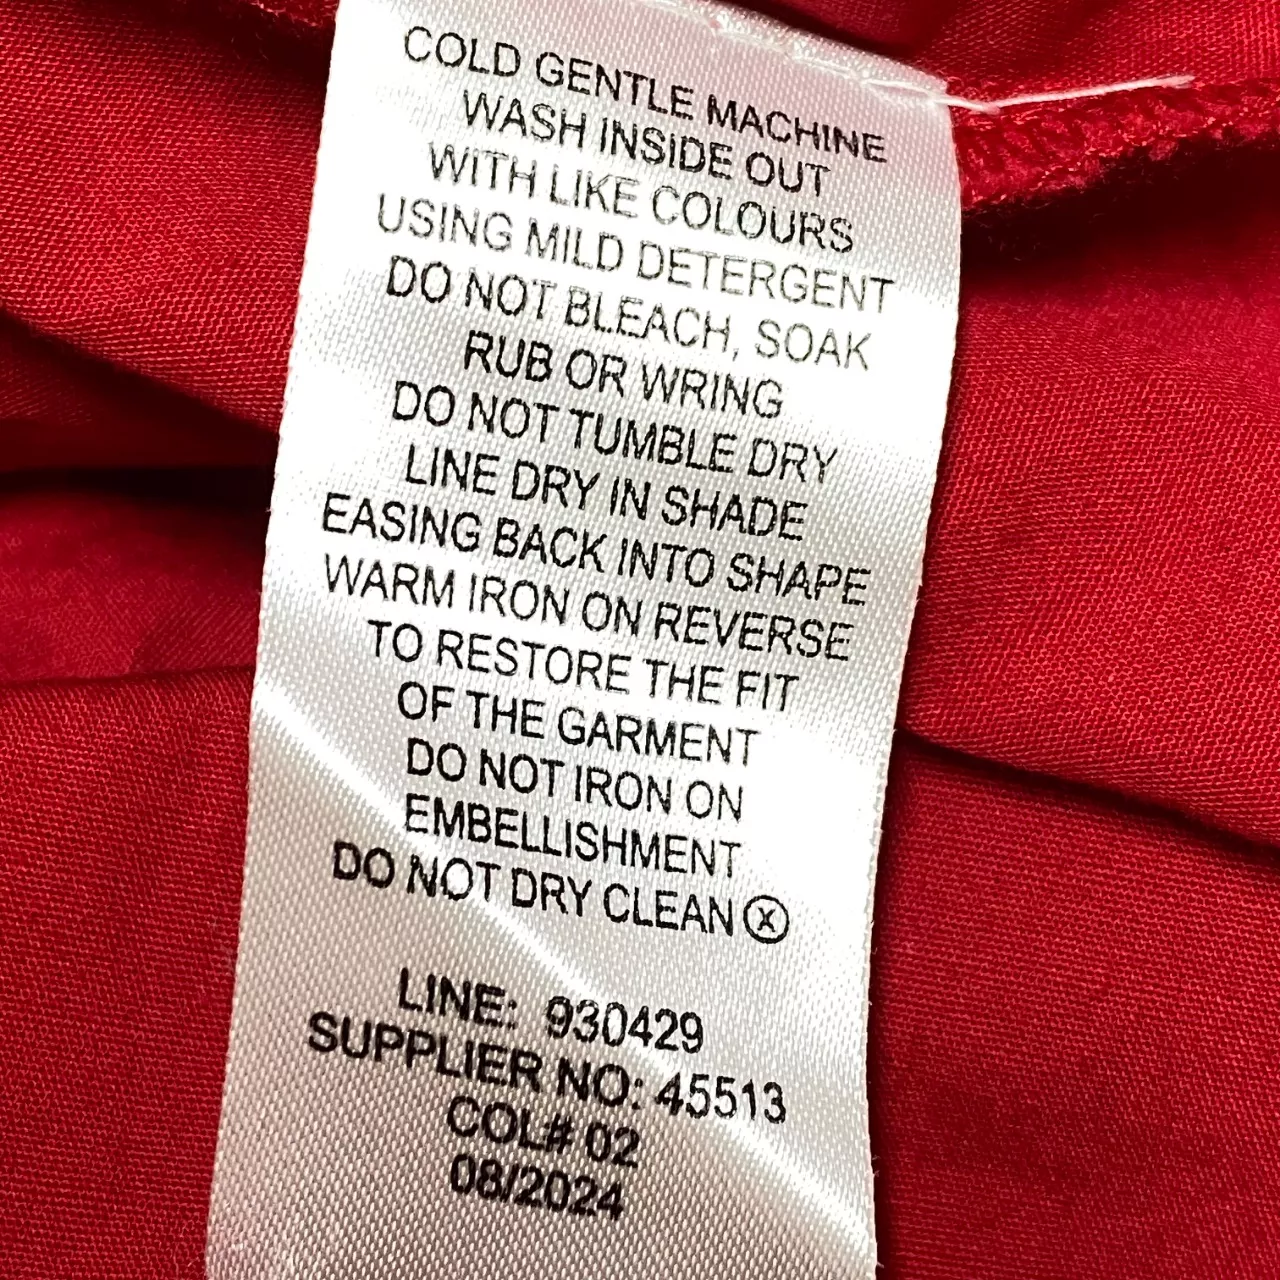 COLD GENTLE MACHINE
WASH INSIDE OUT
WITH LIKE COLOURS
USING MILD DETERGENT
DO NOT BLEACH, SOAK
RUB OR WRING
DO NOT TUMBLE DRY
LINE DRY IN SHADE
EASING BACK INTO SHAPE
WARM IRON ON REVERSE
TO RESTORE THE FIT
OF THE GARMENT
DO NOT IRON ON
EMBELLISHMENT
DO NOT DRY CLEAN Ⓧ
LINE: 930429
SUPPLIER NO: 45513
COL# 02
08/2024